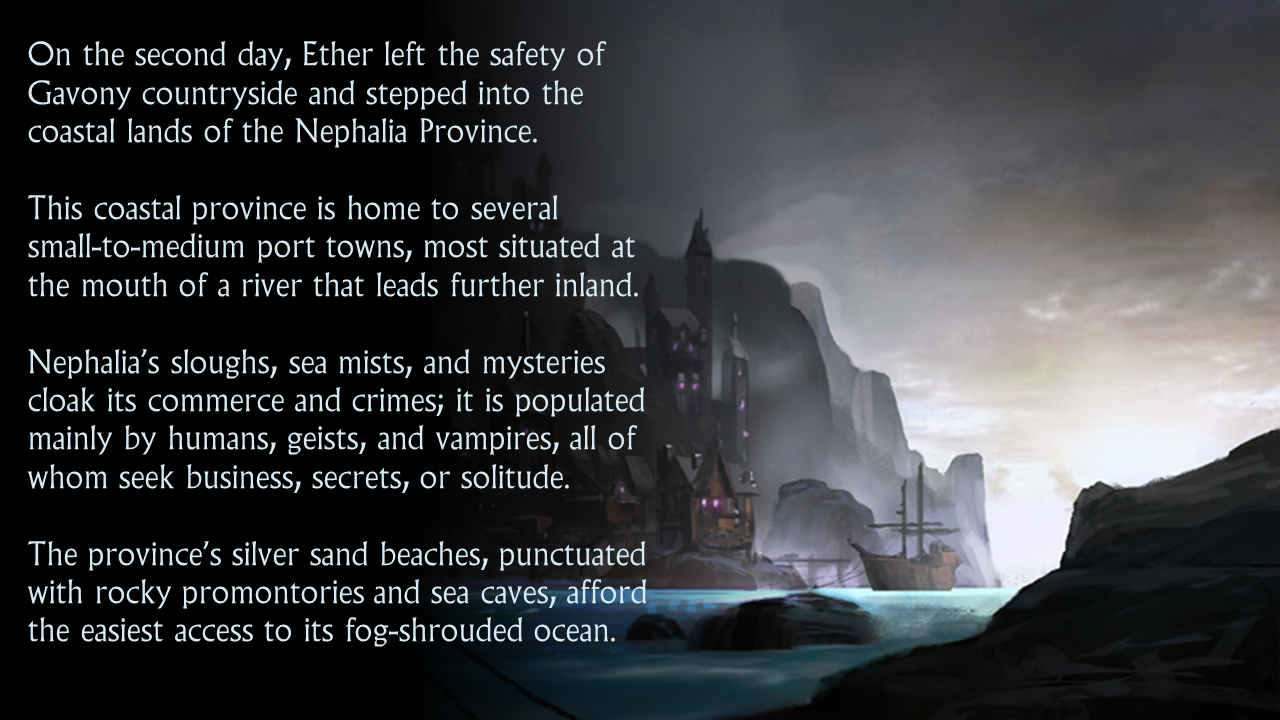 On the second day, Ether left the safety of
Gavony countryside and stepped into the
coastal lands of the Nephalia Province.
This coastal province is home to several
small-to-medium port towns, most situated at
the mouth of a river that leads further inland.
Nephalia’s sloughs, sea mists, and mysteries
cloak its commerce and crimes; it is populated
mainly by humans, geists, and vampires, all of
whom seek business, secrets, or solitude.
The province’s silver sand beaches, punctuated
with rocky promontories and sea caves, afford
the easiest access to its fog-shrouded ocean.